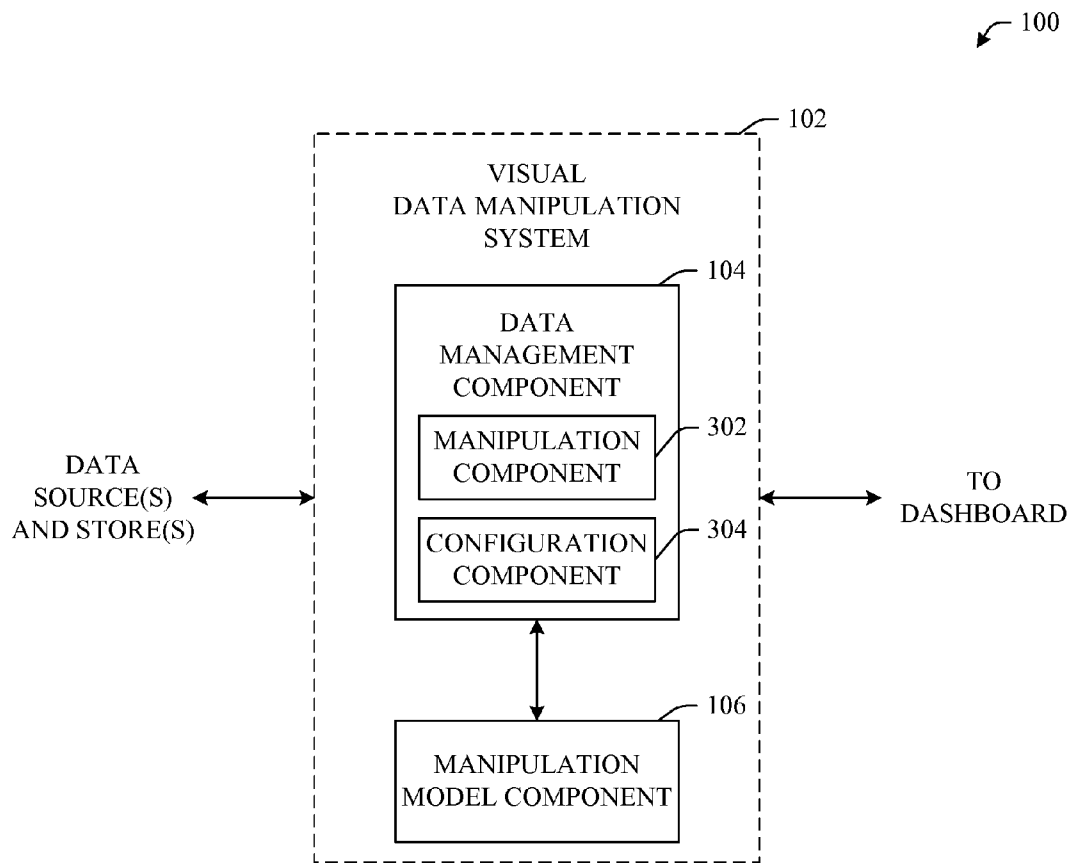 100
102
VISUAL
DATA MANIPULATION
SYSTEM
104
DATA
MANAGEMENT
COMPONENT
MANIPULATION
COMPONENT
302
CONFIGURATION
COMPONENT
304
DATA
SOURCE(S)
AND STORE(S)
TO
DASHBOARD
106
MANIPULATION
MODEL COMPONENT